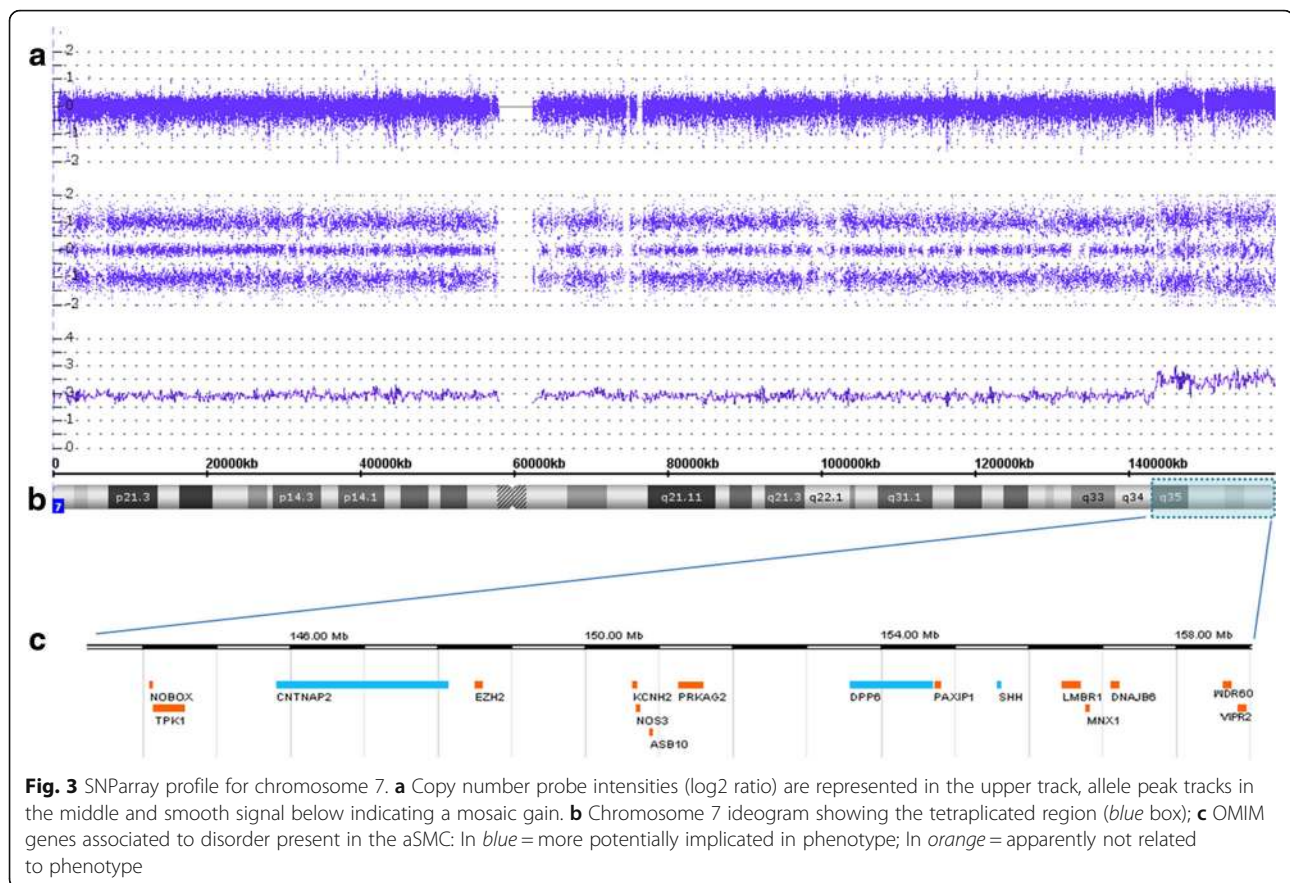 a
-2
-1
-0
-1
-2
-2
-1
-0
-1
-2
-4
-3
-2
-1
-0
0 20000kb 40000kb 60000kb 80000kb 100000kb 120000kb 140000kb
b
7
p21.3 p14.3 p14.1 q21.11 q21.3 q22.1 q31.1 q33 q34 q35
c
146.00 Mb 150.00 Mb 154.00 Mb 158.00 Mb
NOBOX CNTNAP2 EZH2 KCNH2 PRKAG2 DPP6 PAXIP1 SHH LMBR1 DNAJB6 WDR60
TPK1 NOS3 MNX1 VIPR2
ASB10
Fig. 3 SNParray profile for chromosome 7. a Copy number probe intensities (log2 ratio) are represented in the upper track, allele peak tracks in
the middle and smooth signal below indicating a mosaic gain. b Chromosome 7 ideogram showing the tetraplicated region (blue box); c OMIM
genes associated to disorder present in the aSMC: In blue = more potentially implicated in phenotype; In orange = apparently not related
to phenotype